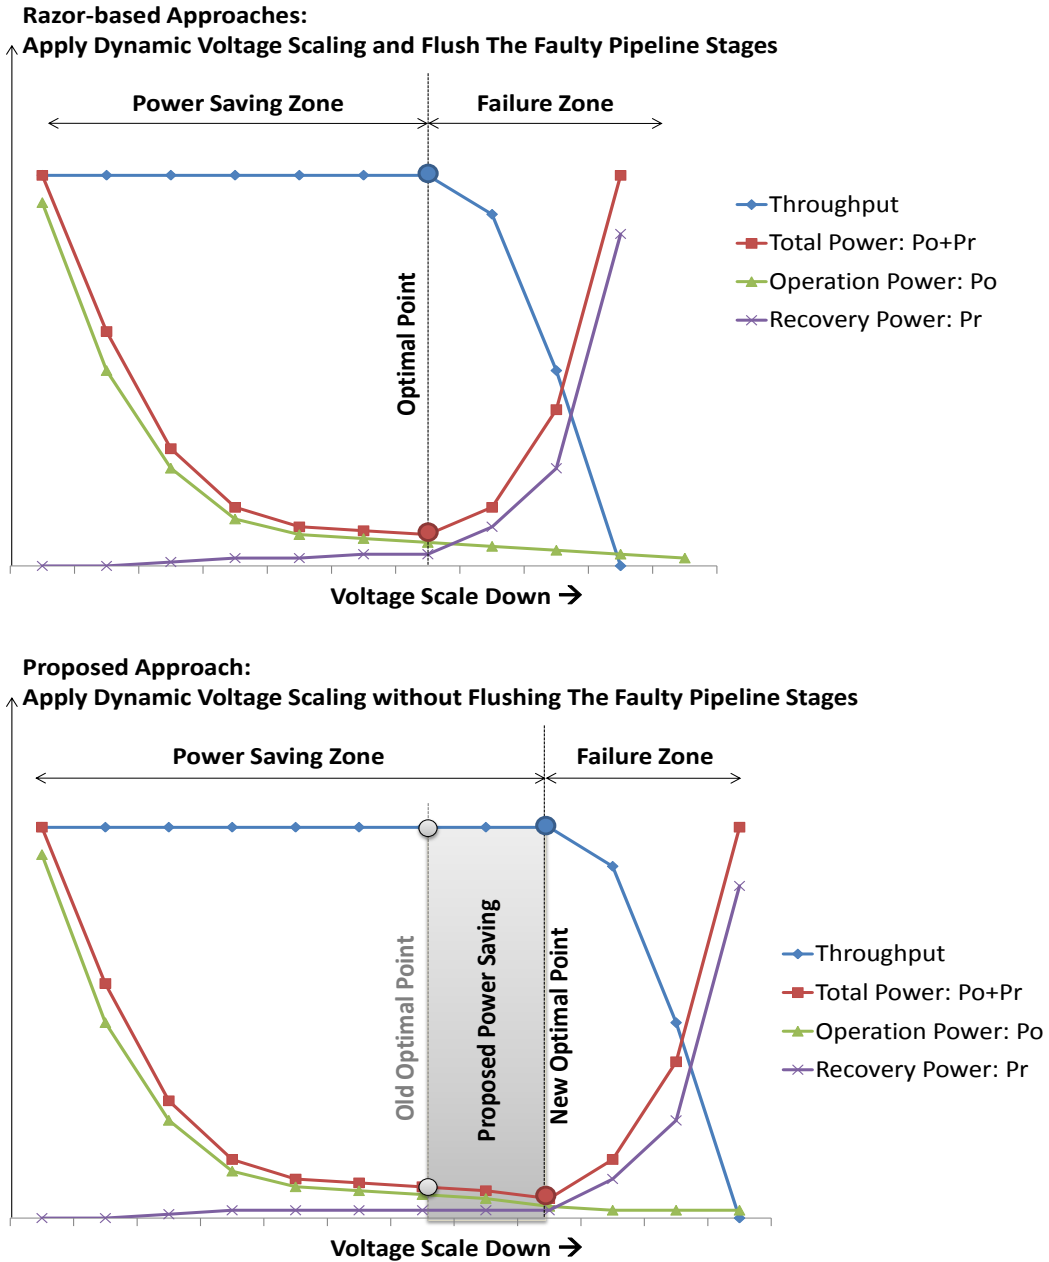 Razor-based Approaches:
Apply Dynamic Voltage Scaling and Flush The Faulty Pipeline Stages
Power Saving Zone
Failure Zone
Optimal Point
Throughput
Total Power: Po+Pr
Operation Power: Po
Recovery Power: Pr
Voltage Scale Down →
Proposed Approach:
Apply Dynamic Voltage Scaling without Flushing The Faulty Pipeline Stages
Power Saving Zone
Failure Zone
Old Optimal Point
Proposed Power Saving
New Optimal Point
Throughput
Total Power: Po+Pr
Operation Power: Po
Recovery Power: Pr
Voltage Scale Down →